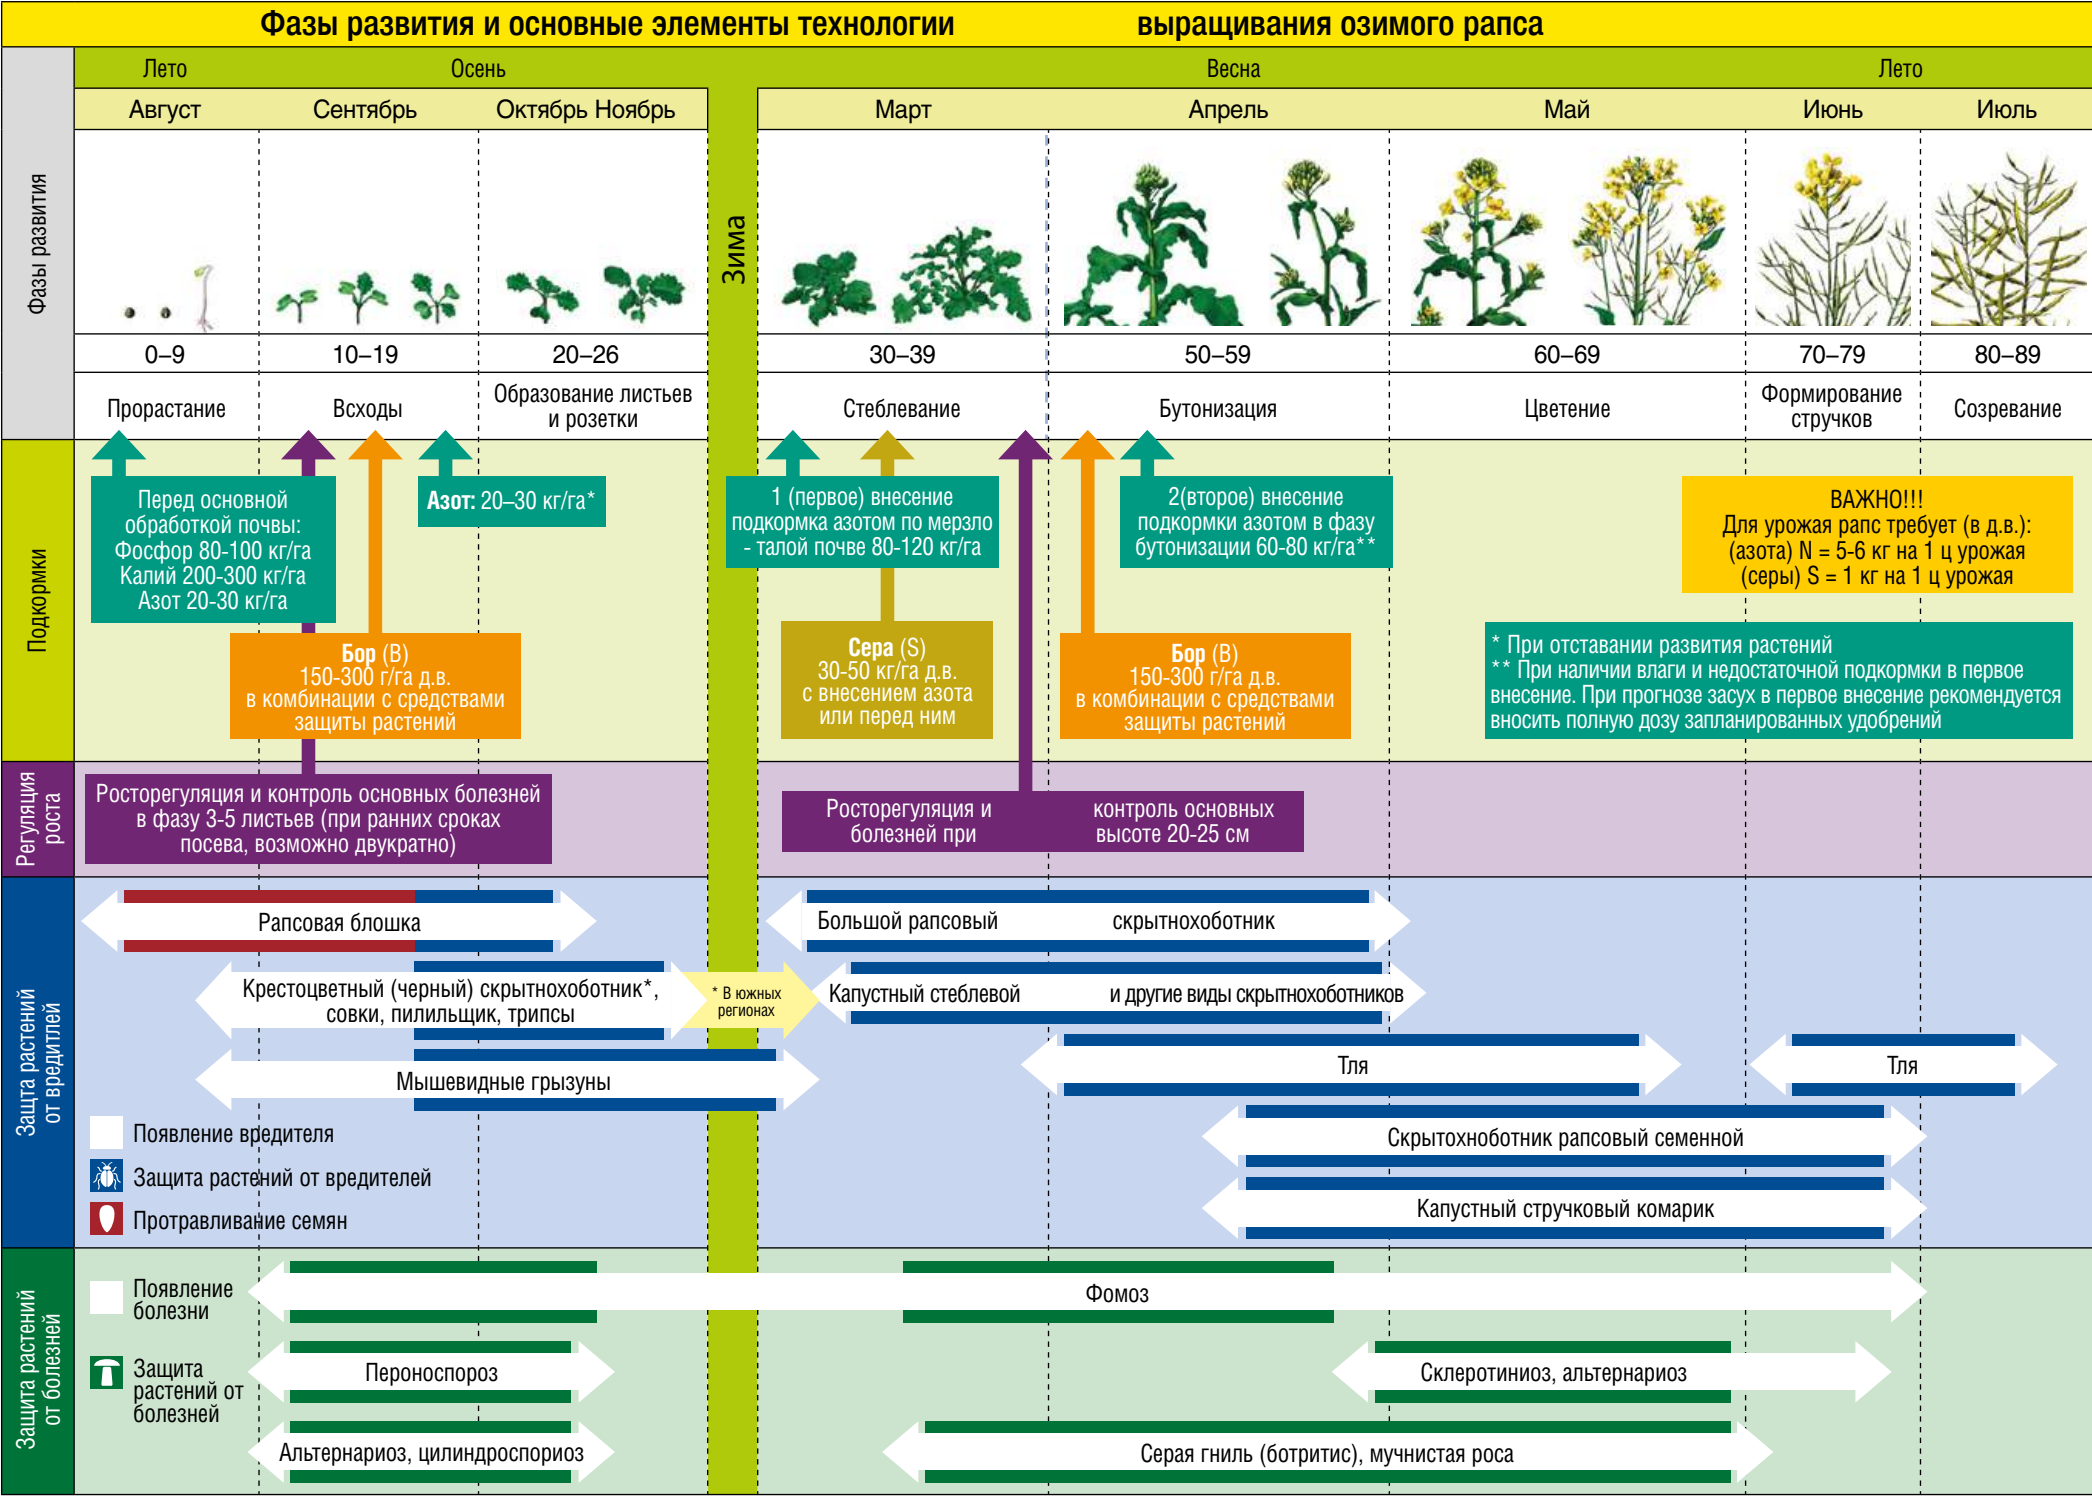 Фазы развития и основные элементы технологии выращивания озимого рапса
Лето Осень Весна Лето
Август Сентябрь Октябрь Ноябрь Март Апрель Май Июнь Июль
Фазы развития
Зима
0–9 10–19 20–26 30–39 50–59 60–69 70–79 80–89
Прорастание
Всходы
Образование листьев
и розетки
Стеблевание
Бутонизация
Цветение
Формирование
стручков
Созревание
Подкормки
Перед основной
обработкой почвы:
Фосфор 80-100 кг/га
Калий 200-300 кг/га
Азот 20-30 кг/га
Азот: 20–30 кг/га*
1 (первое) внесение
подкормка азотом по мерзло
- талой почве 80-120 кг/га
2(второе) внесение
подкормки азотом в фазу
бутонизации 60-80 кг/га**
ВАЖНО!!!
Для урожая рапс требует (в д.в.):
(азота) N = 5-6 кг на 1 ц урожая
(серы) S = 1 кг на 1 ц урожая
Бор (B)
150-300 г/га д.в.
в комбинации с средствами
защиты растений
Сера (S)
30-50 кг/га д.в.
с внесением азота
или перед ним
Бор (B)
150-300 г/га д.в.
в комбинации с средствами
защиты растений
* При отставании развития растений
** При наличии влаги и недостаточной подкормки в первое
внесение. При прогнозе засух в первое внесение рекомендуется
вносить полную дозу запланированных удобрений
Регуляция
роста
Росторегуляция и контроль основных болезней
в фазу 3-5 листьев (при ранних сроках
посева, возможно двукратно)
Росторегуляция и контроль основных
болезней при высоте 20-25 см
Защта растений
от вредитлей
Рапсовая блошка
Большой рапсовый скрытнохоботник
Крестоцветный (черный) скрытнохоботник*,
совки, пилильщик, трипсы
* В южных
регионах
Капустный стеблевой и другие виды скрытнохоботников
Мышевидные грызуны
Тля
Тля
Появление вредителя
Скрытохноботник рапсовый семенной
Защита растений от вредителей
Протравливание семян
Капустный стручковый комарик
Защита растений
от болезней
Появление
болезни
Фомоз
Защита
растений от
болезней
Пероноспороз
Склеротиниоз, альтернариоз
Альтернариоз, цилиндроспориоз
Серая гниль (ботритис), мучнистая роса